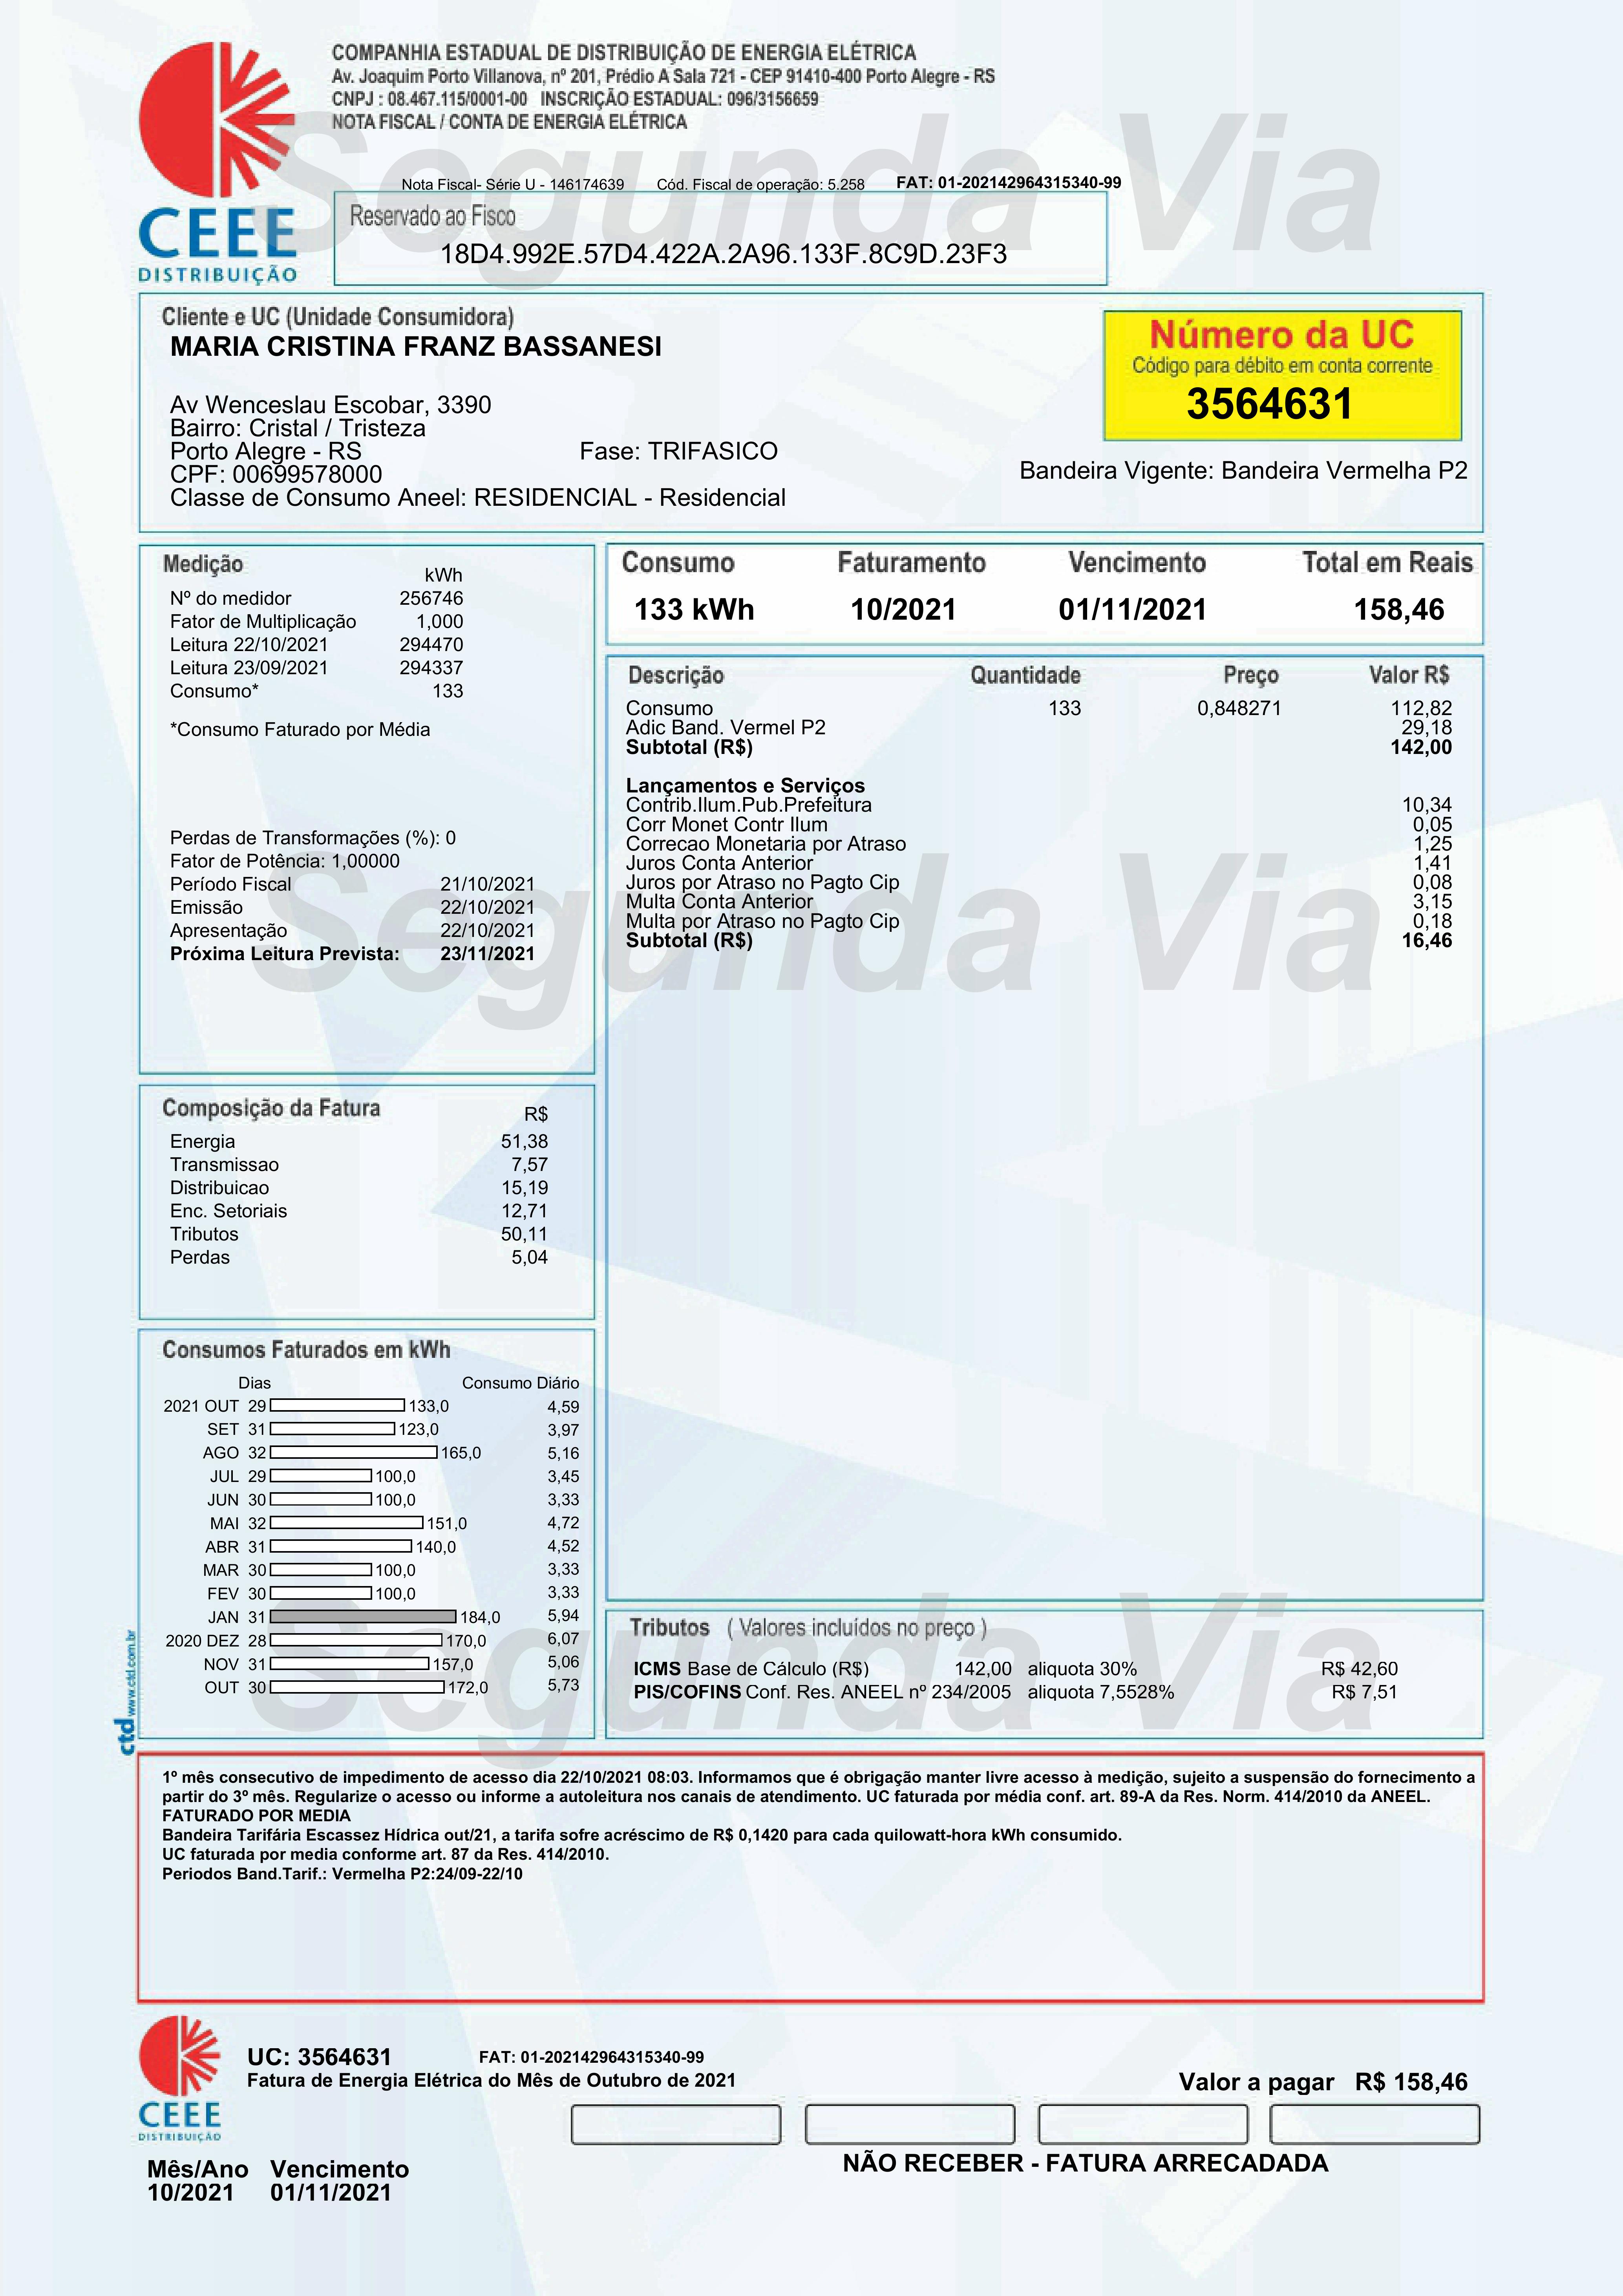 COMPANHIA ESTADUAL DE DISTRIBUIÇÃO DE ENERGIA ELÉTRICA
Av. Joaquim Porto Villanova, nº 201, Prédio A Sala 721 - CEP 91410-400 Porto Alegre - RS
CNPJ : 08.467.115/0001-00 INSCRIÇÃO ESTADUAL: 096/3156659
NOTA FISCAL / CONTA DE ENERGIA ELÉTRICA
Segunda Via
Nota Fiscal- Série U - 146174639 Cód. Fiscal de operação: 5.258 FAT: 01-202142964315340-99
CEEE
DISTRIBUIÇÃO
Reservado ao Fisco
18D4.992E.57D4.422A.2A96.133F.8C9D.23F3
Cliente e UC (Unidade Consumidora)
MARIA CRISTINA FRANZ BASSANESI
Av Wenceslau Escobar, 3390
Bairro: Cristal / Tristeza
Porto Alegre - RS Fase: TRIFASICO
CPF: 00699578000
Classe de Consumo Aneel: RESIDENCIAL - Residencial
Número da UC
Código para débito em conta corrente
3564631
Bandeira Vigente: Bandeira Vermelha P2
Medição
kWh
Nº do medidor 256746
Fator de Multiplicação 1,000
Leitura 22/10/2021 294470
Leitura 23/09/2021 294337
Consumo* 133
*Consumo Faturado por Média
Perdas de Transformações (%): 0
Fator de Potência: 1,00000
Período Fiscal 21/10/2021
Emissão 22/10/2021
Apresentação 22/10/2021
Próxima Leitura Prevista: 23/11/2021
Consumo Faturamento Vencimento Total em Reais
133 kWh 10/2021 01/11/2021 158,46
Descrição Quantidade Preço Valor R$
Consumo 133 0,848271 112,82
Adic Band. Vermel P2 29,18
Subtotal (R$) 142,00
Lançamentos e Serviços
Contrib.Ilum.Pub.Prefeitura 10,34
Corr Monet Contr Ilum 0,05
Correcao Monetaria por Atraso 1,25
Juros Conta Anterior 1,41
Juros por Atraso no Pagto Cip 0,08
Multa Conta Anterior 3,15
Multa por Atraso no Pagto Cip 0,18
Subtotal (R$) 16,46
Segunda Via
Composição da Fatura
R$
Energia 51,38
Transmissao 7,57
Distribuicao 15,19
Enc. Setoriais 12,71
Tributos 50,11
Perdas 5,04
Consumos Faturados em kWh
Dias Consumo Diário
2021 OUT 29 133,0 4,59
SET 31 123,0 3,97
AGO 32 165,0 5,16
JUL 29 100,0 3,45
JUN 30 100,0 3,33
MAI 32 151,0 4,72
ABR 31 140,0 4,52
MAR 30 100,0 3,33
FEV 30 100,0 3,33
JAN 31 184,0 5,94
2020 DEZ 28 170,0 6,07
NOV 31 157,0 5,06
OUT 30 172,0 5,73
Segunda Via
ctd www.ctd.com.br
Tributos ( Valores incluídos no preço )
ICMS Base de Cálculo (R$) 142,00 aliquota 30% R$ 42,60
PIS/COFINS Conf. Res. ANEEL nº 234/2005 aliquota 7,5528% R$ 7,51
1º mês consecutivo de impedimento de acesso dia 22/10/2021 08:03. Informamos que é obrigação manter livre acesso à medição, sujeito a suspensão do fornecimento a
partir do 3º mês. Regularize o acesso ou informe a autoleitura nos canais de atendimento. UC faturada por média conf. art. 89-A da Res. Norm. 414/2010 da ANEEL.
FATURADO POR MEDIA
Bandeira Tarifária Escassez Hídrica out/21, a tarifa sofre acréscimo de R$ 0,1420 para cada quilowatt-hora kWh consumido.
UC faturada por media conforme art. 87 da Res. 414/2010.
Periodos Band.Tarif.: Vermelha P2:24/09-22/10
CEEE
DISTRIBUIÇÃO
UC: 3564631 FAT: 01-202142964315340-99
Fatura de Energia Elétrica do Mês de Outubro de 2021
Valor a pagar R$ 158,46
NÃO RECEBER - FATURA ARRECADADA
Mês/Ano Vencimento
10/2021 01/11/2021